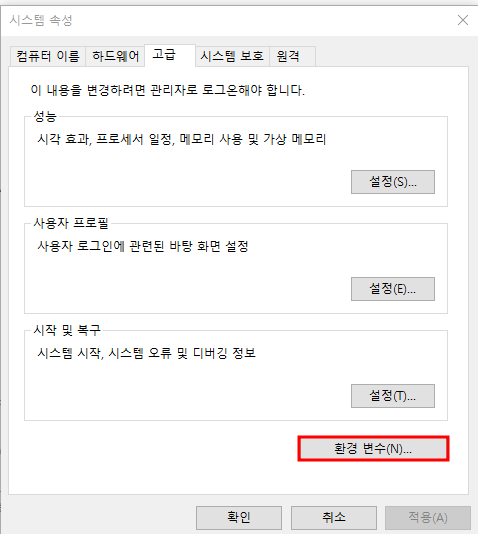 시스템 속성
컴퓨터 이름 하드웨어 고급 시스템 보호 원격
이 내용을 변경하려면 관리자로 로그온해야 합니다.
성능
시각 효과, 프로세서 일정, 메모리 사용 및 가상 메모리
설정(S)...
사용자 프로필
사용자 로그인에 관련된 바탕 화면 설정
설정(E)...
시작 및 복구
시스템 시작, 시스템 오류 및 디버깅 정보
설정(T)...
환경 변수(N)...
확인 취소 적용(A)